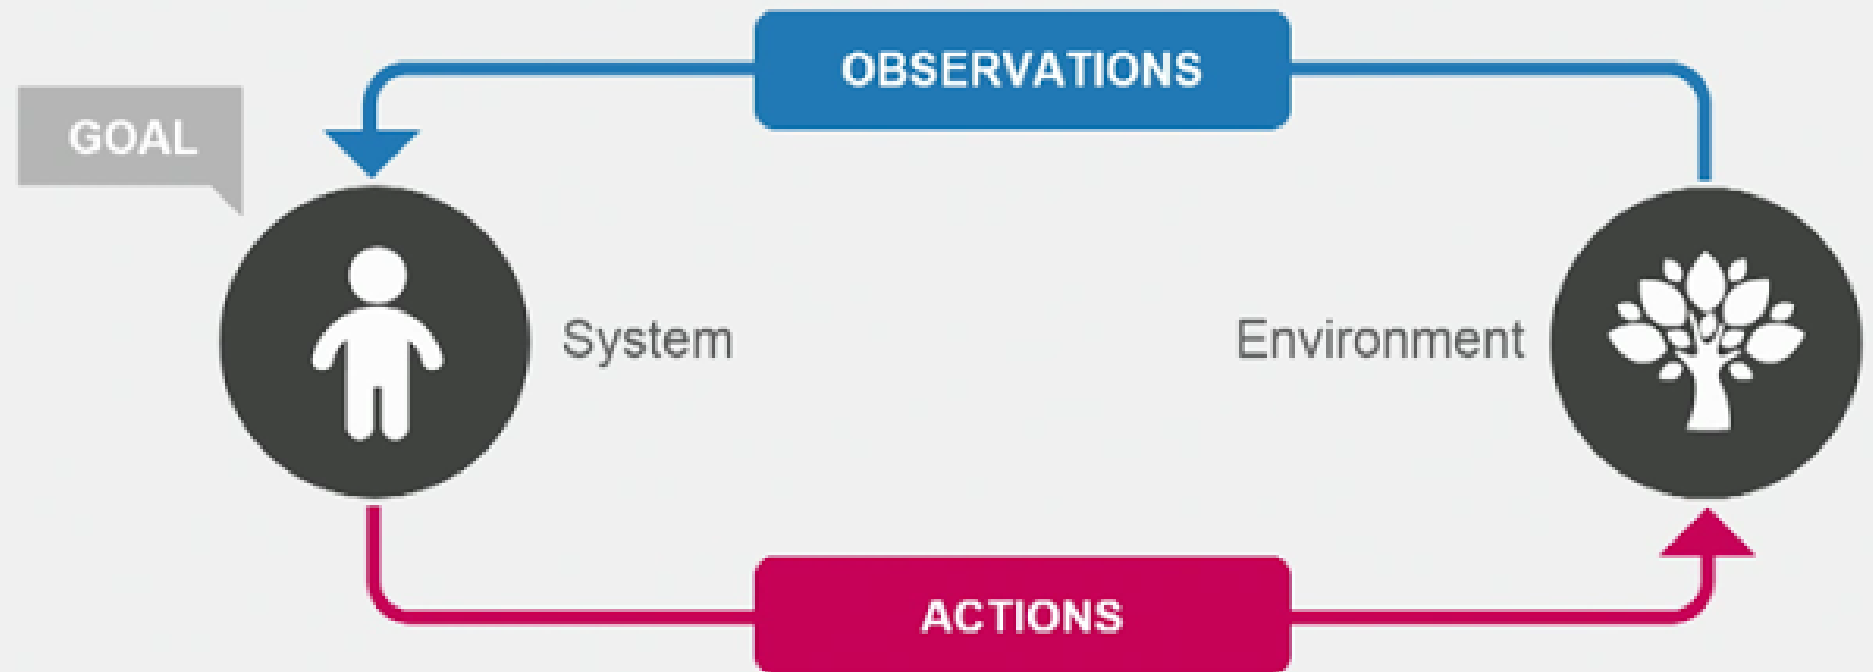 OBSERVATIONS
GOAL
System
Environment
ACTIONS